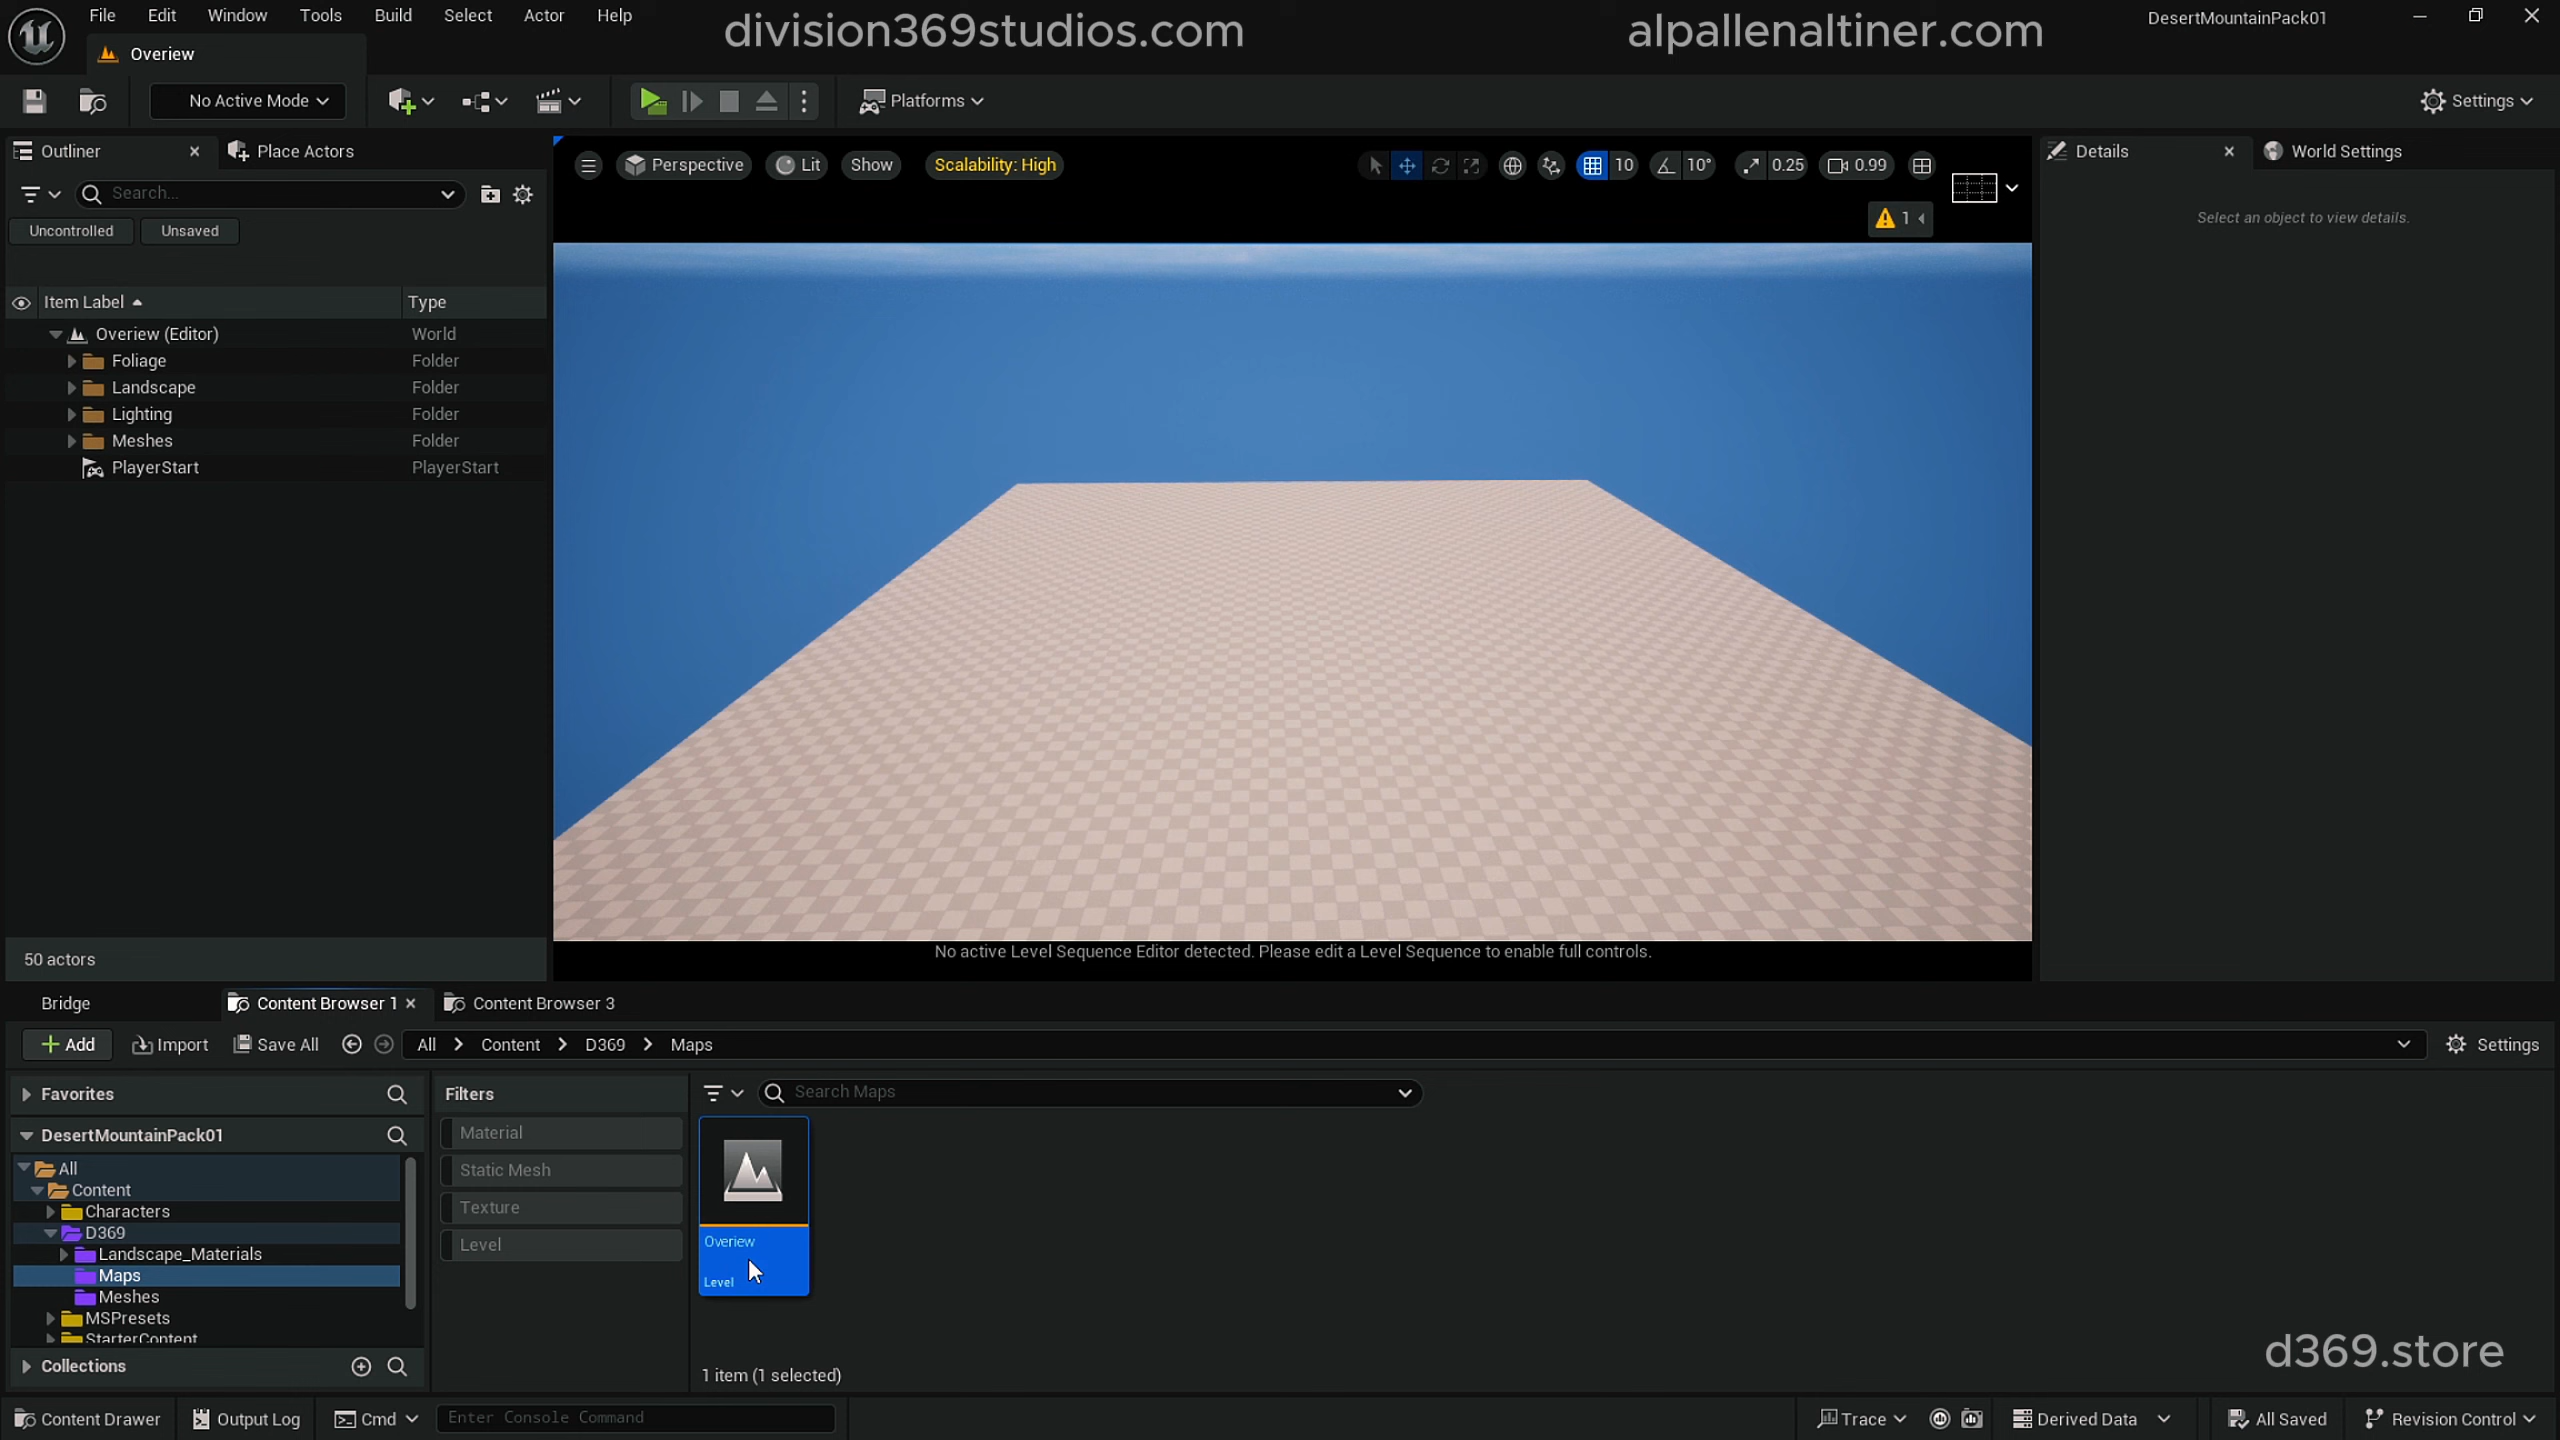 File Edit Window Tools Build Select Actor Help
division369studios.com
alpallenaltiner.com
DesertMountainPack01
Overiew
No Active Mode
Platforms
Settings
Outliner
Place Actors
Perspective
Lit
Show
Scalability: High
10
10°
0.25
0.99
Details
World Settings
Search...
1
Select an object to view details.
Uncontrolled
Unsaved
Item Label
Type
Overiew (Editor) World
Foliage Folder
Landscape Folder
Lighting Folder
Meshes Folder
PlayerStart PlayerStart
50 actors
No active Level Sequence Editor detected. Please edit a Level Sequence to enable full controls.
Bridge
Content Browser 1
Content Browser 3
Add
Import
Save All
All > Content > D369 > Maps
Settings
Favorites
DesertMountainPack01
All
Content
Characters
D369
Landscape_Materials
Maps
Meshes
MSPresets
StarterContent
Collections
Filters
Material
Static Mesh
Texture
Level
Search Maps
Overiew
Level
1 item (1 selected)
d369.store
Content Drawer
Output Log
Cmd
Enter Console Command
Trace
Derived Data
All Saved
Revision Control